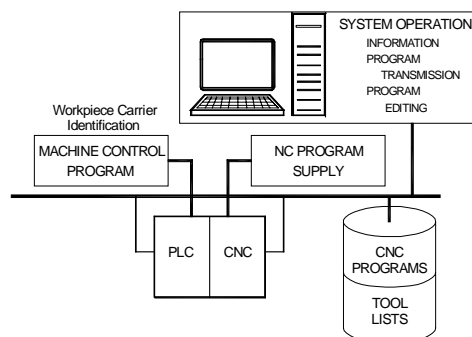 SYSTEM OPERATION
INFORMATION
PROGRAM
TRANSMISSION
PROGRAM
EDITING
Workpiece Carrier
Identification
MACHINE CONTROL
PROGRAM
NC PROGRAM
SUPPLY
PLC
CNC
CNC
PROGRAMS
TOOL
LISTS